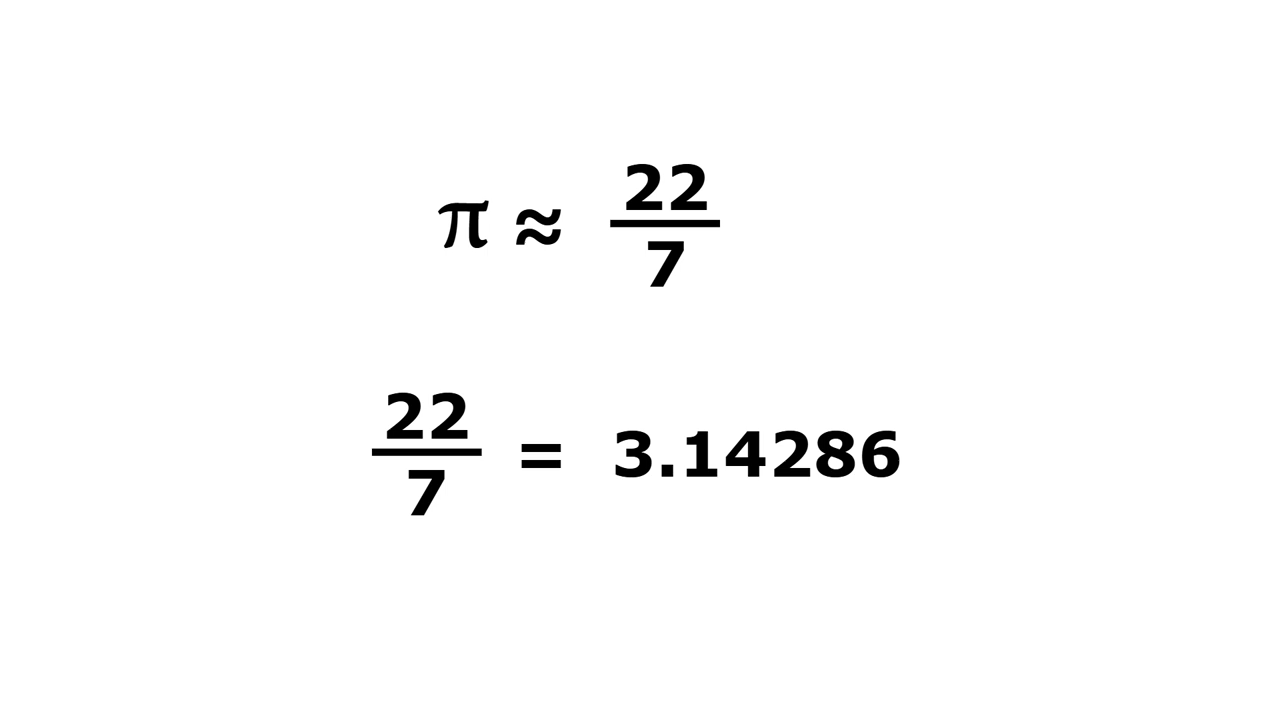 π ≈ 22/7
22/7 = 3.14286